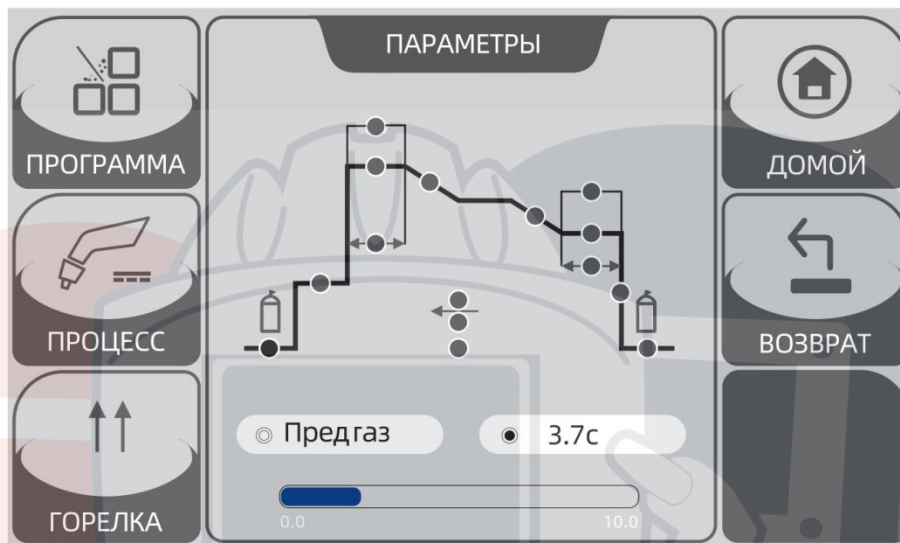 ПАРАМЕТРЫ
ПРОГРАММА
ДОМОЙ
ПРОЦЕСС
ВОЗВРАТ
Предгаз
3.7с
0.0
10.0
ГОРЕЛКА